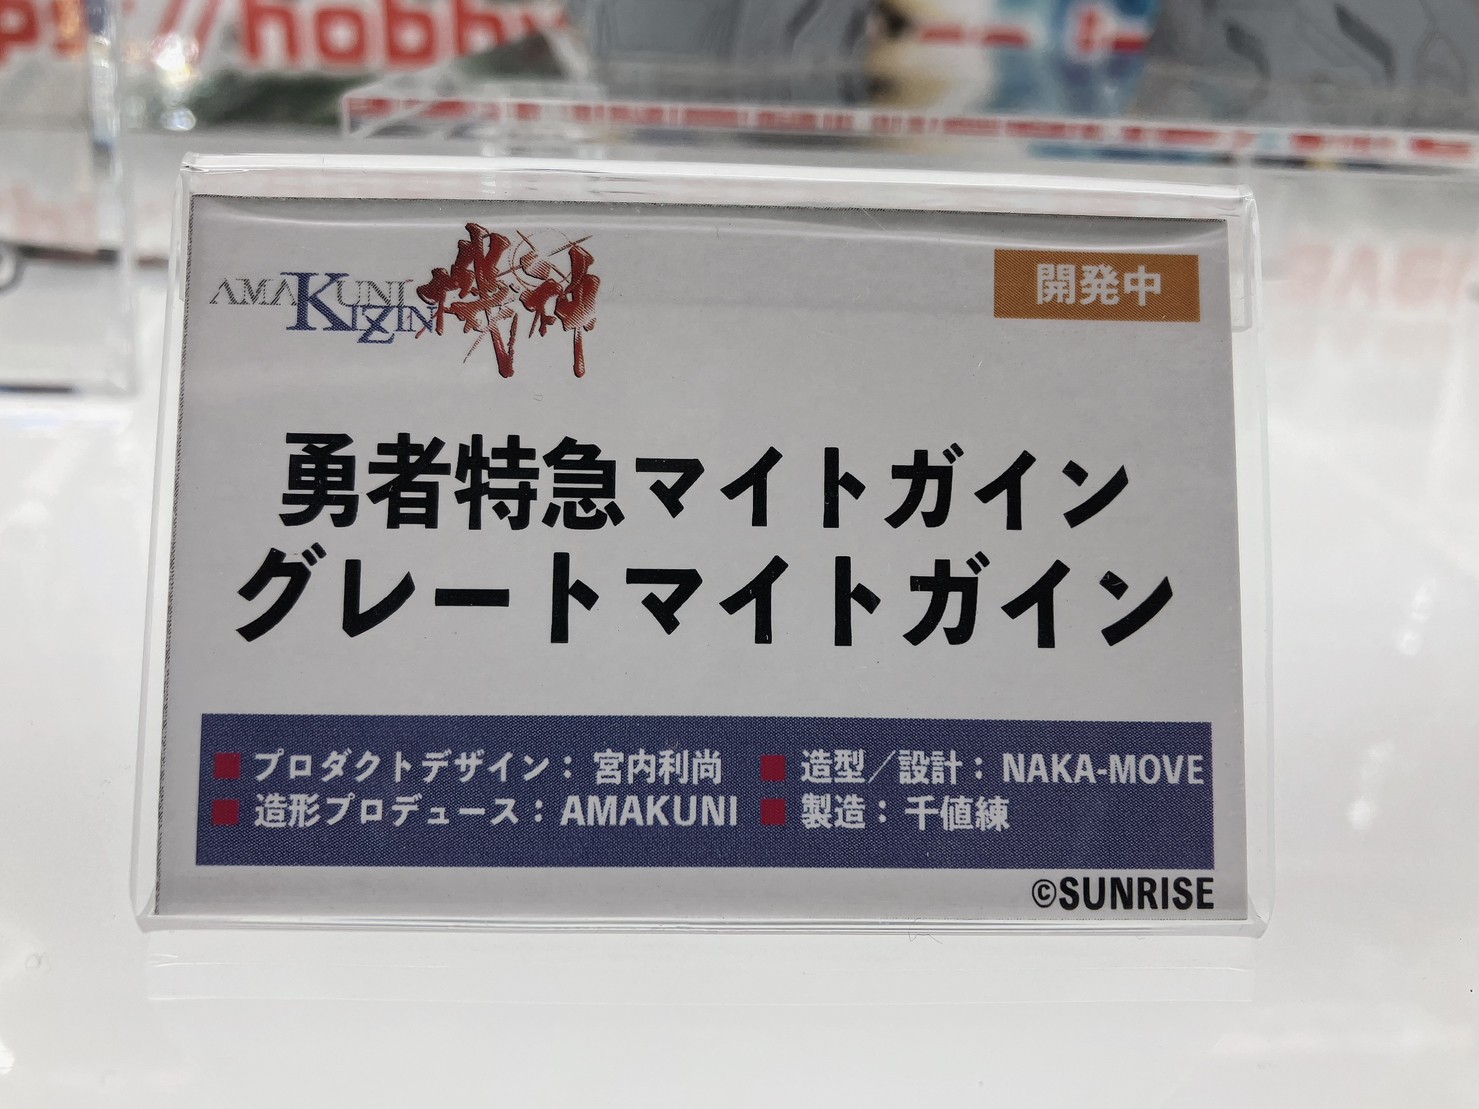 ps://hobby
AMAKUNI
KIZIN
機神
開発中
勇者特急マイトガイン
グレートマイトガイン
■ プロダクトデザイン：宮内利尚 ■ 造型／設計：NAKA-MOVE
■ 造形プロデュース：AMAKUNI ■ 製造：千値練
©SUNRISE